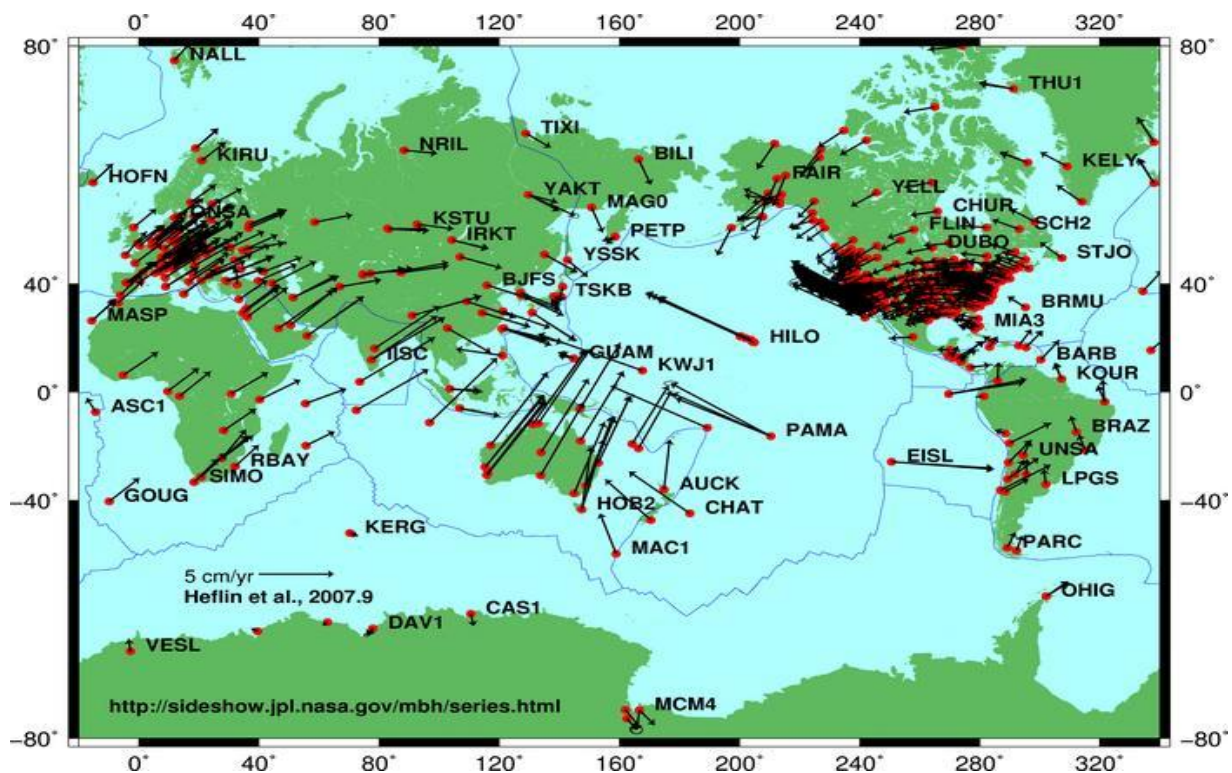 0° 40° 80° 120° 160° 200° 240° 280° 320°
80° 80°
NALL
THU1
TIXI
NRIL
BILI
KIRU
KELY
HOFN
FAIR
YAKT
YELL
MAG0
ONSA
CHUR
KSTU
SCH2
FLIN
PETP
IRKT
DUBO
YSSK
STJO
BJFS
40° 40°
TSKB
BRMU
MASP
MIA3
HILO
IISC
GUAM
KWJ1
BARB
KOUR
0° 0°
ASC1
BRAZ
PAMA
UNSA
EISL
RBAY
SIMO
LPGS
AUCK
GOUG
HOB2
CHAT
−40° −40°
KERG
PARC
MAC1
5 cm/yr
OHIG
Heflin et al., 2007.9
CAS1
DAV1
VESL
MCM4
http://sideshow.jpl.nasa.gov/mbh/series.html
−80° −80°
0° 40° 80° 120° 160° 200° 240° 280° 320°